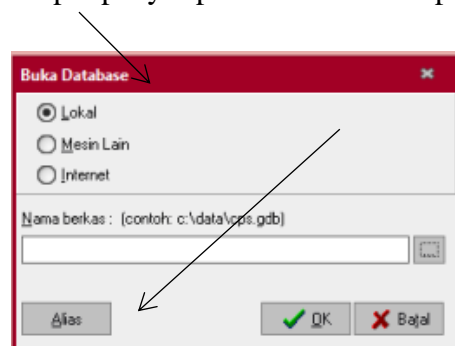 Buka Database
Lokal
Mesin Lain
Internet
Nama berkas : (contoh: c:\data\cps.gdb)
Alias OK Batal